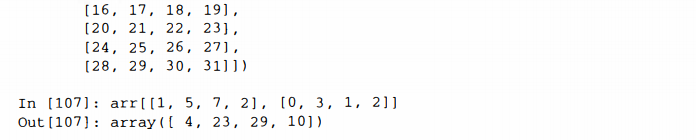 [16, 17, 18, 19],
[20, 21, 22, 23],
[24, 25, 26, 27],
[28, 29, 30, 31]])
In [107]: arr[[1, 5, 7, 2], [0, 3, 1, 2]]
Out[107]: array([ 4, 23, 29, 10])